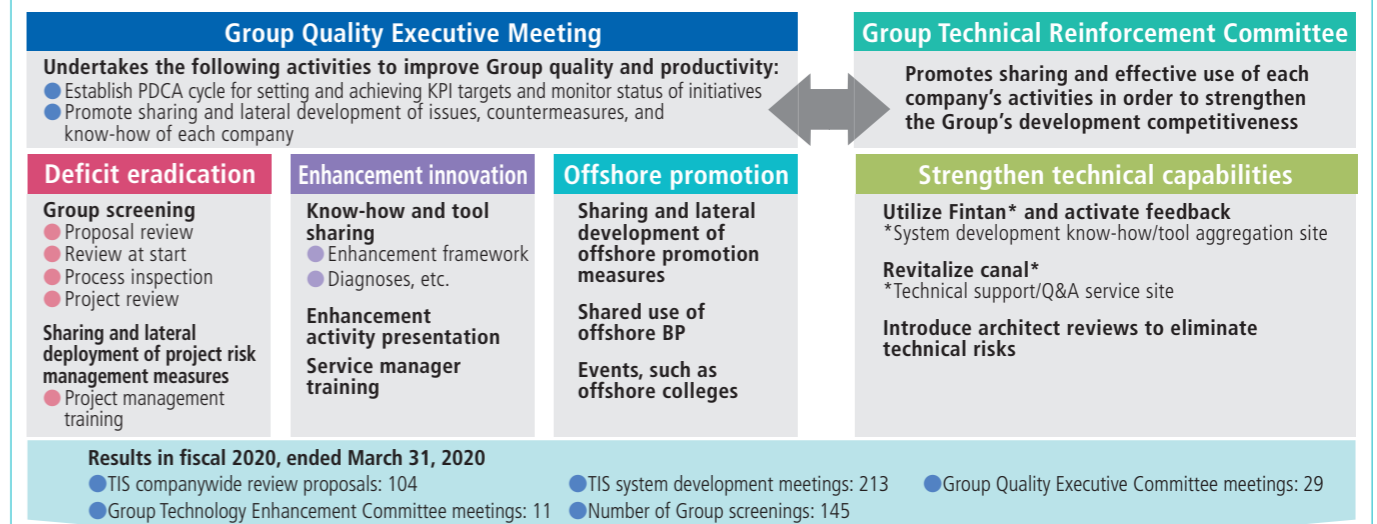 Group Quality Executive Meeting
Undertakes the following activities to improve Group quality and productivity:
Establish PDCA cycle for setting and achieving KPI targets and monitor status of initiatives
Promote sharing and lateral development of issues, countermeasures, and
know-how of each company
Group Technical Reinforcement Committee
Promotes sharing and effective use of each
company's activities in order to strengthen
the Group's development competitiveness
Deficit eradication
Group screening
Proposal review
Review at start
Process inspection
Project review
Sharing and lateral
deployment of project risk
management measures
Project management
training
Enhancement innovation
Know-how and tool
sharing
Enhancement framework
Diagnoses, etc.
Enhancement
activity presentation
Service manager
training
Offshore promotion
Sharing and lateral
development of
offshore promotion
measures
Shared use of
offshore BP
Events, such as
offshore colleges
Strengthen technical capabilities
Utilize Fintan* and activate feedback
*System development know-how/tool aggregation site
Revitalize canal*
*Technical support/Q&A service site
Introduce architect reviews to eliminate
technical risks
Results in fiscal 2020, ended March 31, 2020
TIS companywide review proposals: 104
TIS system development meetings: 213
Group Quality Executive Committee meetings: 29
Group Technology Enhancement Committee meetings: 11
Number of Group screenings: 145